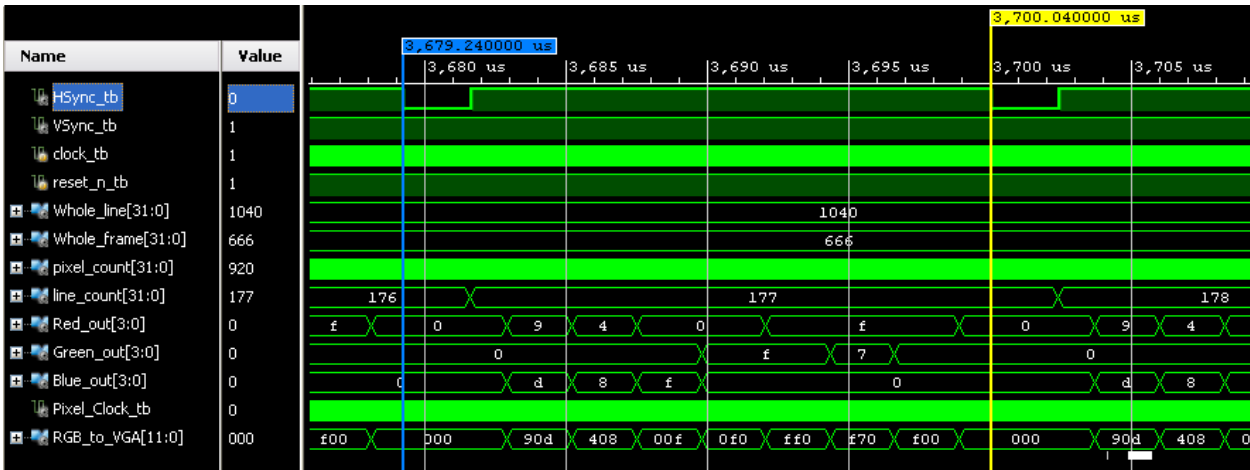 3,700.040000 us
3,679.240000 us
Name Value 3,680 us 3,685 us 3,690 us 3,695 us 3,700 us 3,705 us
HSync_tb 0
VSync_tb 1
clock_tb 1
reset_n_tb 1
Whole_line[31:0] 1040 1040
Whole_frame[31:0] 666 666
pixel_count[31:0] 920
line_count[31:0] 177 176 177 178
Red_out[3:0] 0 f 0 9 4 0 f 0 9 4
Green_out[3:0] 0 0 f 7 0
Blue_out[3:0] 0 0 d 8 f 0 d 8
Pixel_Clock_tb 0
RGB_to_VGA[11:0] 000 f00 000 90d 408 00f 0f0 ff0 f70 f00 000 90d 408 0